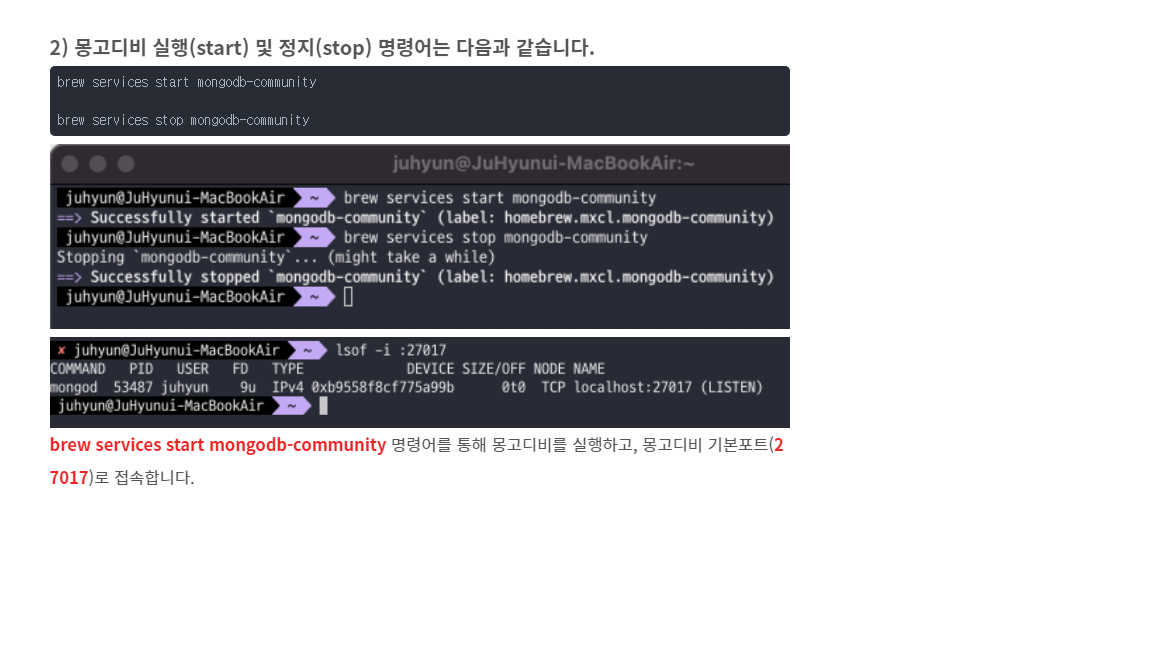 2) 몽고디비 실행(start) 및 정지(stop) 명령어는 다음과 같습니다.
brew services start mongodb-community
brew services stop mongodb-community
juhyun@JuHyunui-MacBookAir:~
juhyun@JuHyunui-MacBookAir ~ brew services start mongodb-community
==> Successfully started `mongodb-community` (label: homebrew.mxcl.mongodb-community)
juhyun@JuHyunui-MacBookAir ~ brew services stop mongodb-community
Stopping `mongodb-community`... (might take a while)
==> Successfully stopped `mongodb-community` (label: homebrew.mxcl.mongodb-community)
juhyun@JuHyunui-MacBookAir ~
✘ juhyun@JuHyunui-MacBookAir ~ lsof -i :27017
COMMAND PID USER FD TYPE DEVICE SIZE/OFF NODE NAME
mongod 53487 juhyun 9u IPv4 0xb9558f8cf775a99b 0t0 TCP localhost:27017 (LISTEN)
juhyun@JuHyunui-MacBookAir ~
brew services start mongodb-community 명령어를 통해 몽고디비를 실행하고, 몽고디비 기본포트(2
7017)로 접속합니다.